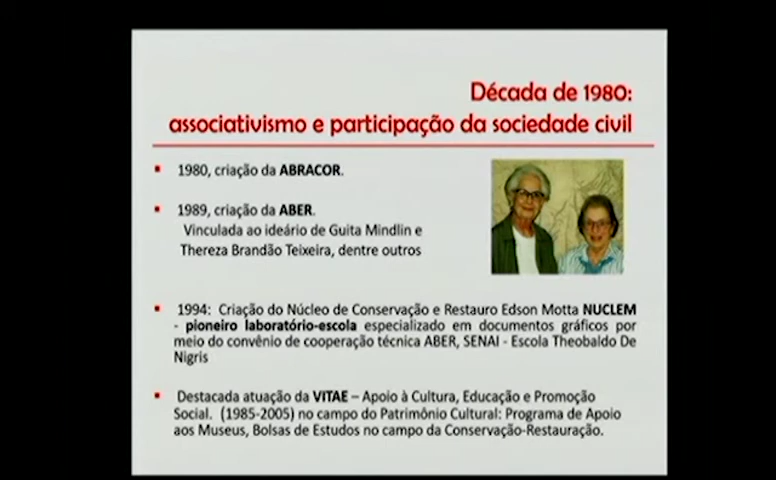 Década de 1980:
associativismo e participação da sociedade civil
1980, criação da ABRACOR.
1989, criação da ABER.
Vinculada ao ideário de Guita Mindlin e
Thereza Brandão Teixeira, dentre outros
1994: Criação do Núcleo de Conservação e Restauro Edson Motta NUCLEM
- pioneiro laboratório-escola especializado em documentos gráficos por
meio do convênio de cooperação técnica ABER, SENAI - Escola Theobaldo De
Nigris
Destacada atuação da VITAE – Apoio à Cultura, Educação e Promoção
Social. (1985-2005) no campo do Patrimônio Cultural: Programa de Apoio
aos Museus, Bolsas de Estudos no campo da Conservação-Restauração.